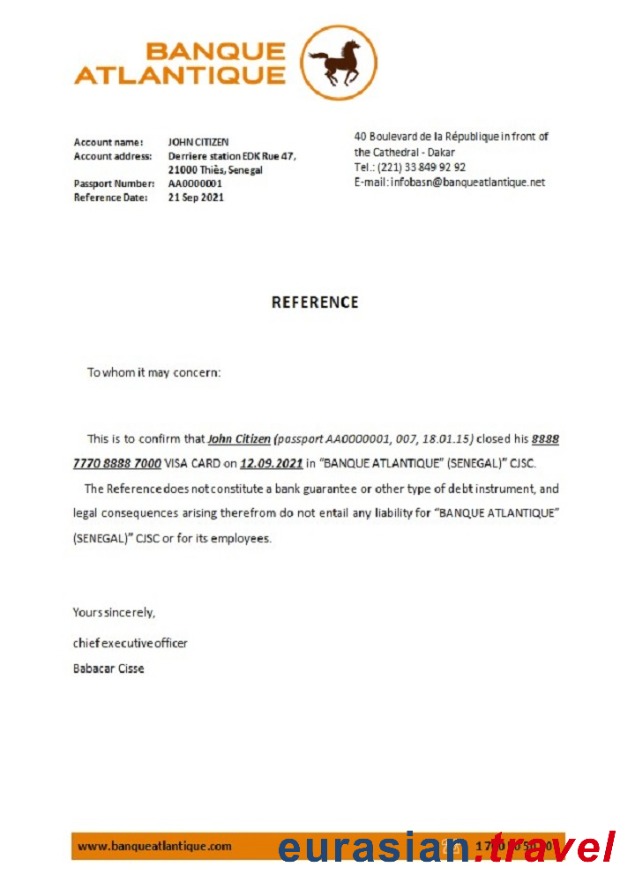 BANQUE
ATLANTIQUE
Account name: JOHN CITIZEN
Account address: Derriere station EDK Rue 47,
21000 Thiès, Senegal
Passport Number: AA0000001
Reference Date: 21 Sep 2021
40 Boulevard de la République in front of
the Cathedral - Dakar
Tel.: (221) 33 849 92 92
E-mail: infobasn@banqueatlantique.net
REFERENCE
To whom it may concern:
This is to confirm that John Citizen (passport AA0000001, 007, 18.01.15) closed his 8888
7770 8888 7000 VISA CARD on 12.09.2021 in “BANQUE ATLANTIQUE” (SENEGAL)” CJSC.
The Reference does not constitute a bank guarantee or other type of debt instrument, and
legal consequences arising therefrom do not entail any liability for “BANQUE ATLANTIQUE”
(SENEGAL)” CJSC or for its employees.
Yours sincerely,
chief executive officer
Babacar Cisse
www.banqueatlantique.com
eurasian.travel